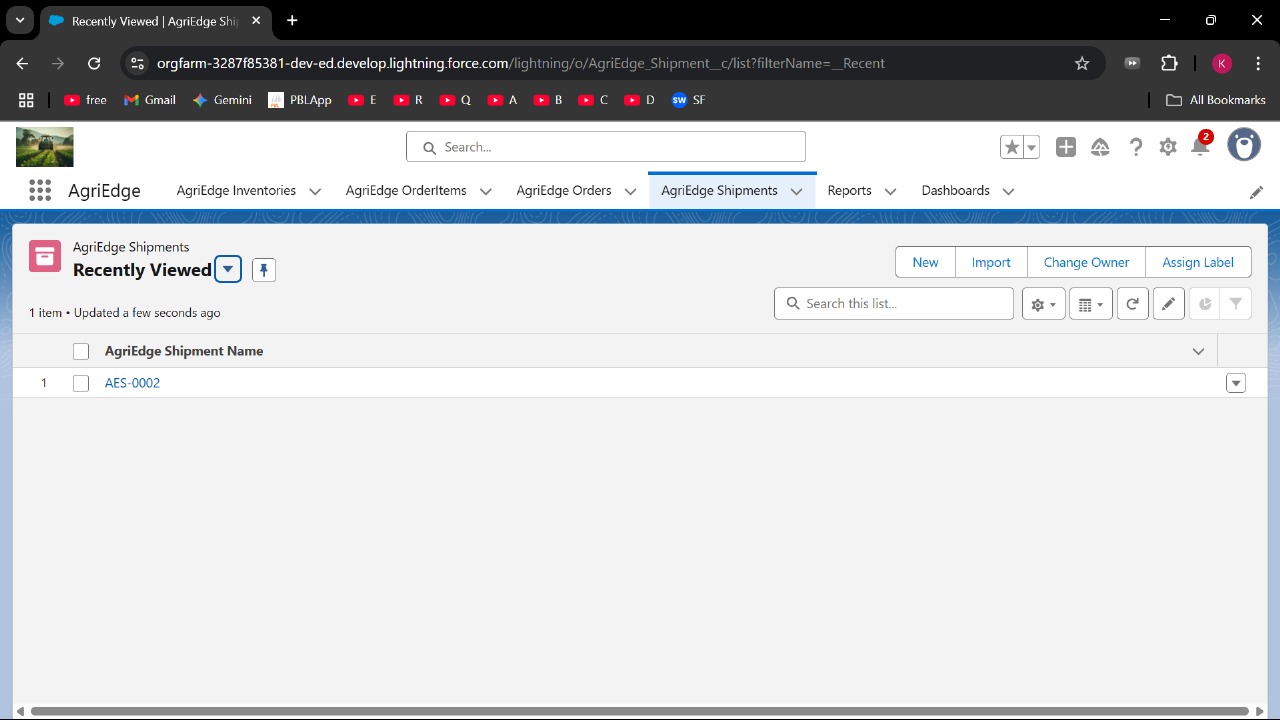 Recently Viewed | AgriEdge Shi
orgfarm-3287f85381-dev-ed.develop.lightning.force.com/lightning/o/AgriEdge_Shipment__c/list?filterName=__Recent
K
free
Gmail
Gemini
PBLApp
E
R
Q
A
B
C
D
SW SF
All Bookmarks
Search...
2
AgriEdge
AgriEdge Inventories
AgriEdge OrderItems
AgriEdge Orders
AgriEdge Shipments
Reports
Dashboards
AgriEdge Shipments
Recently Viewed
New
Import
Change Owner
Assign Label
1 item • Updated a few seconds ago
Search this list...
AgriEdge Shipment Name
1
AES-0002